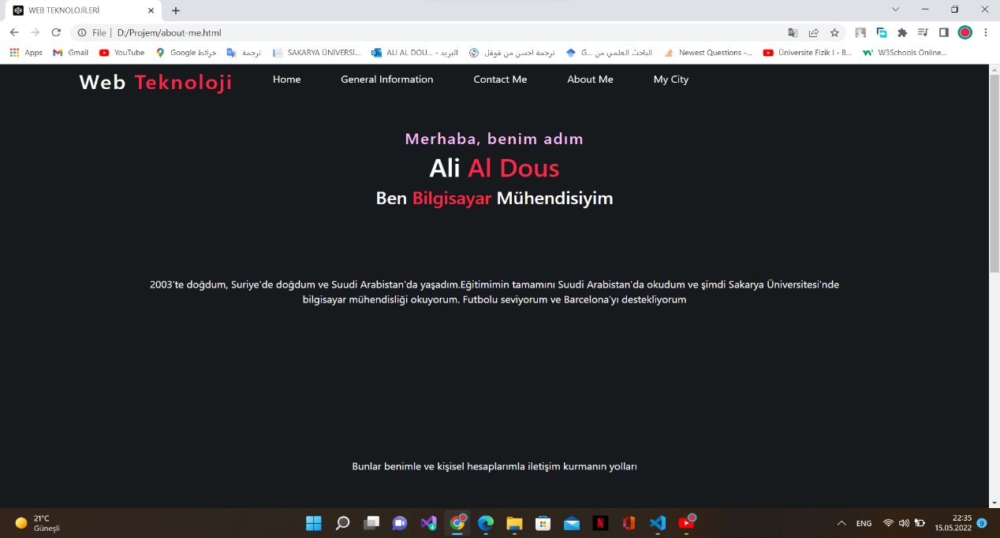 WEB TEKNOLOJİLERİ
File | D:/Projem/about-me.html
Apps
Gmail
YouTube
خرائط Google
ترجمة
SAKARYA ÜNİVERSİ...
ALI AL DOU... - البريد
ترجمة احسن من قوقل
الباحث العلمي من ...G
Newest Questions -...
Üniversite Fizik I - B...
W3Schools Online...
Web Teknoloji
Home
General Information
Contact Me
About Me
My City
Merhaba, benim adım
Ali Al Dous
Ben Bilgisayar Mühendisiyim
2003'te doğdum, Suriye'de doğdum ve Suudi Arabistan'da yaşadım.Eğitimimin tamamını Suudi Arabistan'da okudum ve şimdi Sakarya Üniversitesi'nde
bilgisayar mühendisliği okuyorum. Futbolu seviyorum ve Barcelona'yı destekliyorum
Bunlar benimle ve kişisel hesaplarımla iletişim kurmanın yolları
21°C
Güneşli
ENG
22:35
15.05.2022
9